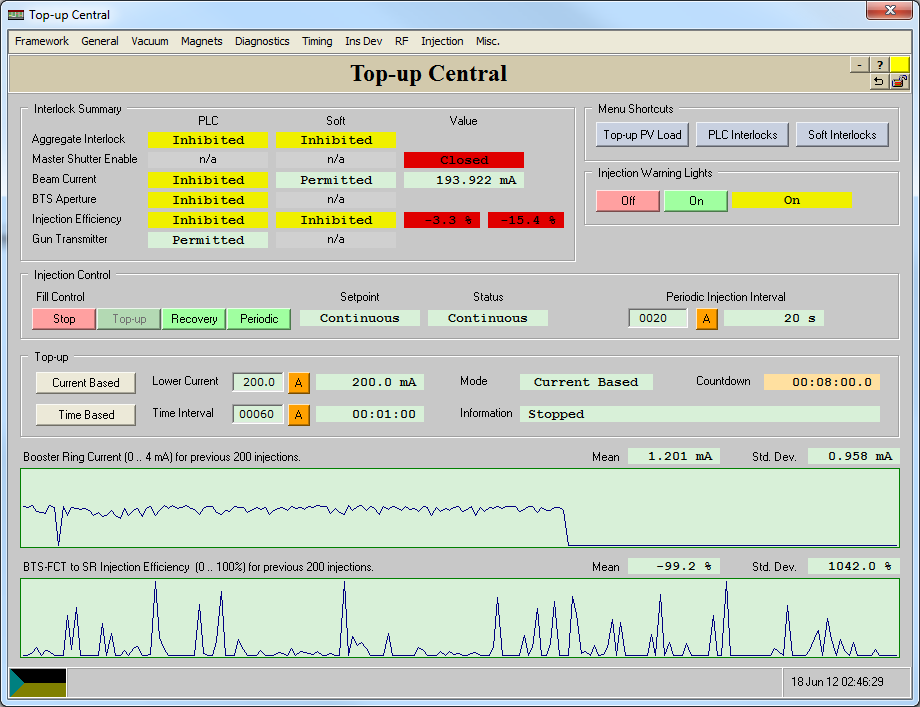 Top-up Central
Framework General Vacuum Magnets Diagnostics Timing Ins Dev RF Injection Misc.
Top-up Central
- ?
Interlock Summary
PLC Soft Value
Aggregate Interlock Inhibited Inhibited
Master Shutter Enable n/a n/a Closed
Beam Current Inhibited Permitted 193.922 mA
BTS Aperture Inhibited n/a
Injection Efficiency Inhibited Inhibited -3.3 % -15.4 %
Gun Transmitter Permitted n/a
Menu Shortcuts
Top-up PV Load PLC Interlocks Soft Interlocks
Injection Warning Lights
Off On On
Injection Control
Fill Control Setpoint Status Periodic Injection Interval
Stop Top-up Recovery Periodic Continuous Continuous 0020 A 20 s
Top-up
Current Based Lower Current 200.0 A 200.0 mA Mode Current Based Countdown 00:08:00.0
Time Based Time Interval 00060 A 00:01:00 Information Stopped
Booster Ring Current (0 .. 4 mA) for previous 200 injections. Mean 1.201 mA Std. Dev. 0.958 mA
BTS-FCT to SR Injection Efficiency (0 .. 100%) for previous 200 injections. Mean -99.2 % Std. Dev. 1042.0 %
18 Jun 12 02:46:29